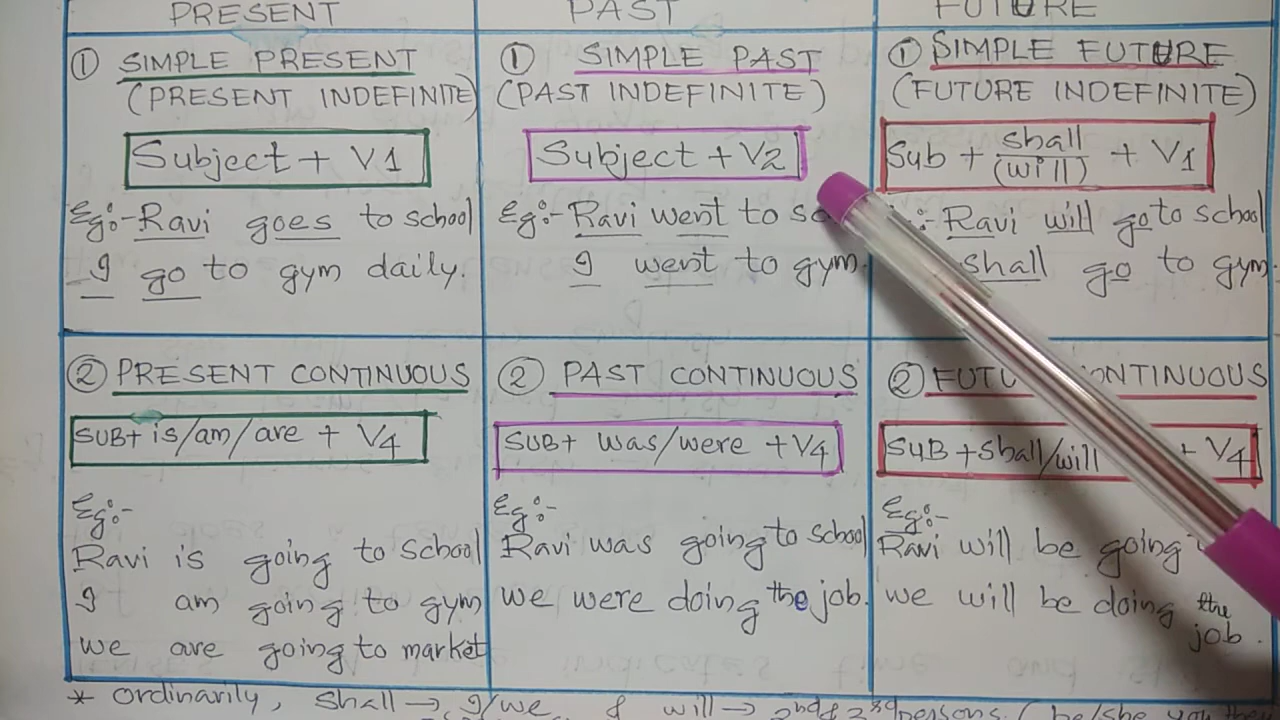 PRESENT
PAST
FUTURE
① SIMPLE PRESENT
(PRESENT INDEFINITE)
Subject + V1
Eg:- Ravi goes to school
I go to gym daily.
① SIMPLE PAST
(PAST INDEFINITE)
Subject + V2
Eg:- Ravi went to
I went to gym.
① SIMPLE FUTURE
(FUTURE INDEFINITE)
Sub + shall/(will) + V1
Ravi will go to school
shall go to gym.
② PRESENT CONTINUOUS
SUB+ is/am/are + V4
Eg:-
Ravi is going to school
I am going to gym
we are going to market
② PAST CONTINUOUS
SUB+ was/were + V4
Eg:-
Ravi was going to school
we were doing the job.
② CONTINUOUS
SUB + shall/will + V4
Eg:-
Ravi will be going
we will be doing the
job.
* ordinarily, shall → I/we & will → 2nd & 3rd persons. (he/she you